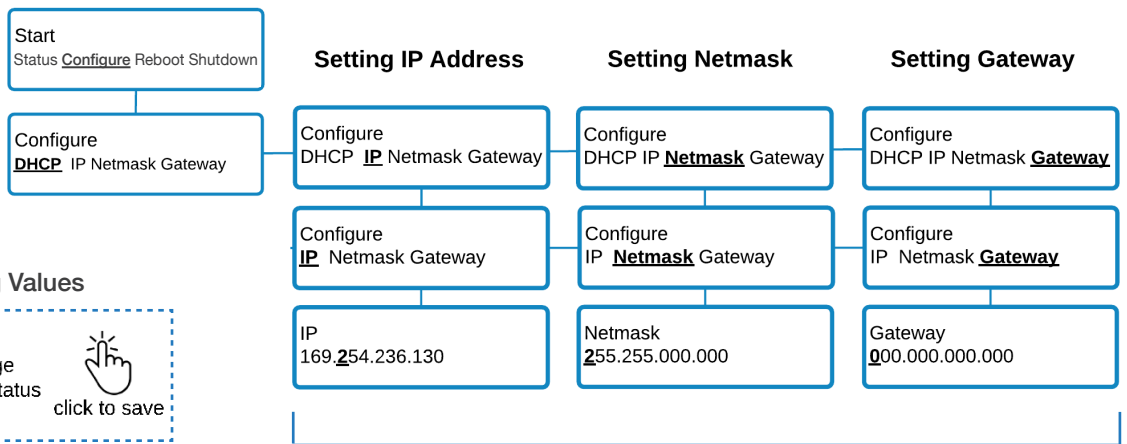 Start
Status Configure Reboot Shutdown
Configure
DHCP IP Netmask Gateway
Setting IP Address
Configure
DHCP IP Netmask Gateway
Configure
IP Netmask Gateway
IP
169.254.236.130
Setting Netmask
Configure
DHCP IP Netmask Gateway
Configure
IP Netmask Gateway
Netmask
255.255.000.000
Setting Gateway
Configure
DHCP IP Netmask Gateway
Configure
IP Netmask Gateway
Gateway
000.000.000.000
Values
click to save